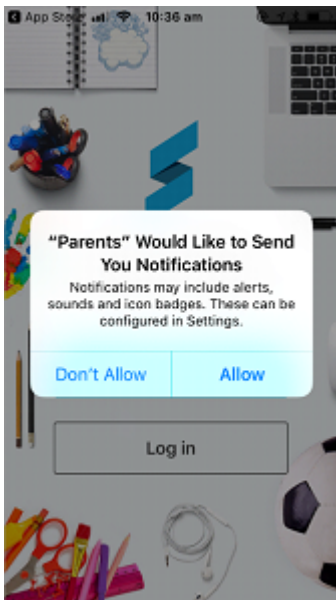 App Store 10:36 am
“Parents” Would Like to Send
You Notifications
Notifications may include alerts,
sounds and icon badges. These can be
configured in Settings.
Don’t Allow Allow
Log in